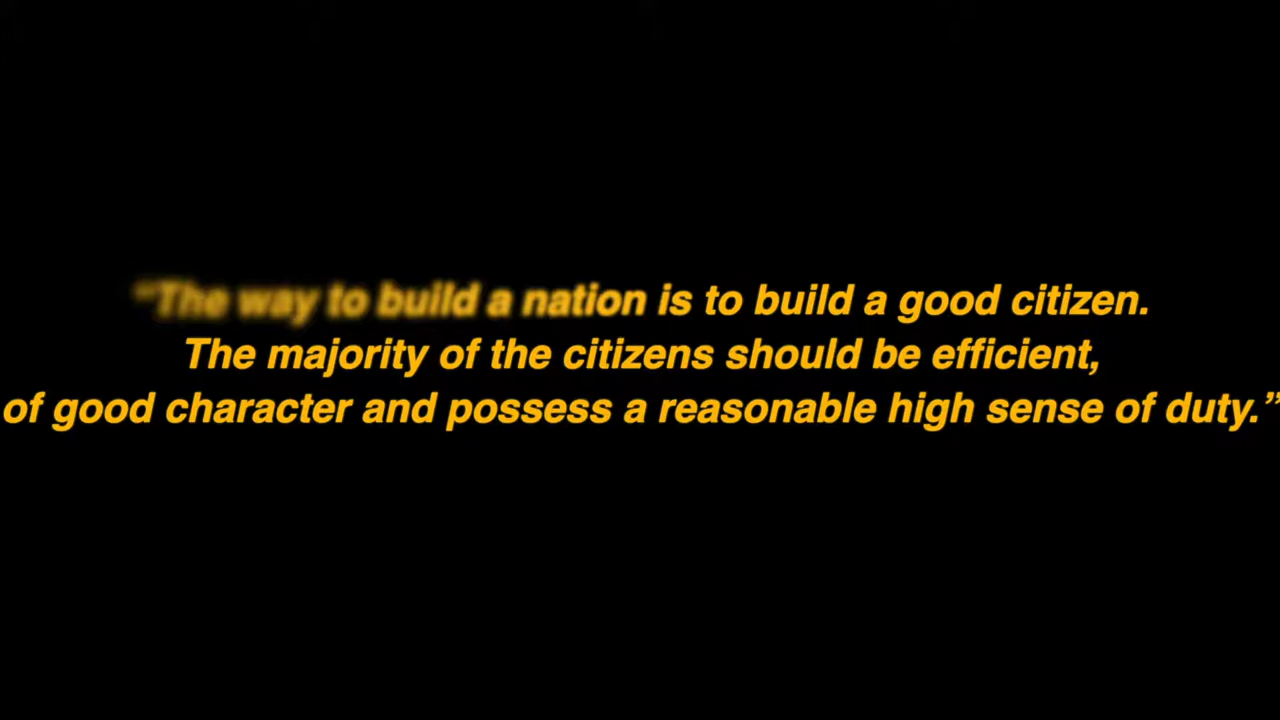 “The way to build a nation is to build a good citizen.
The majority of the citizens should be efficient,
of good character and possess a reasonable high sense of duty.”